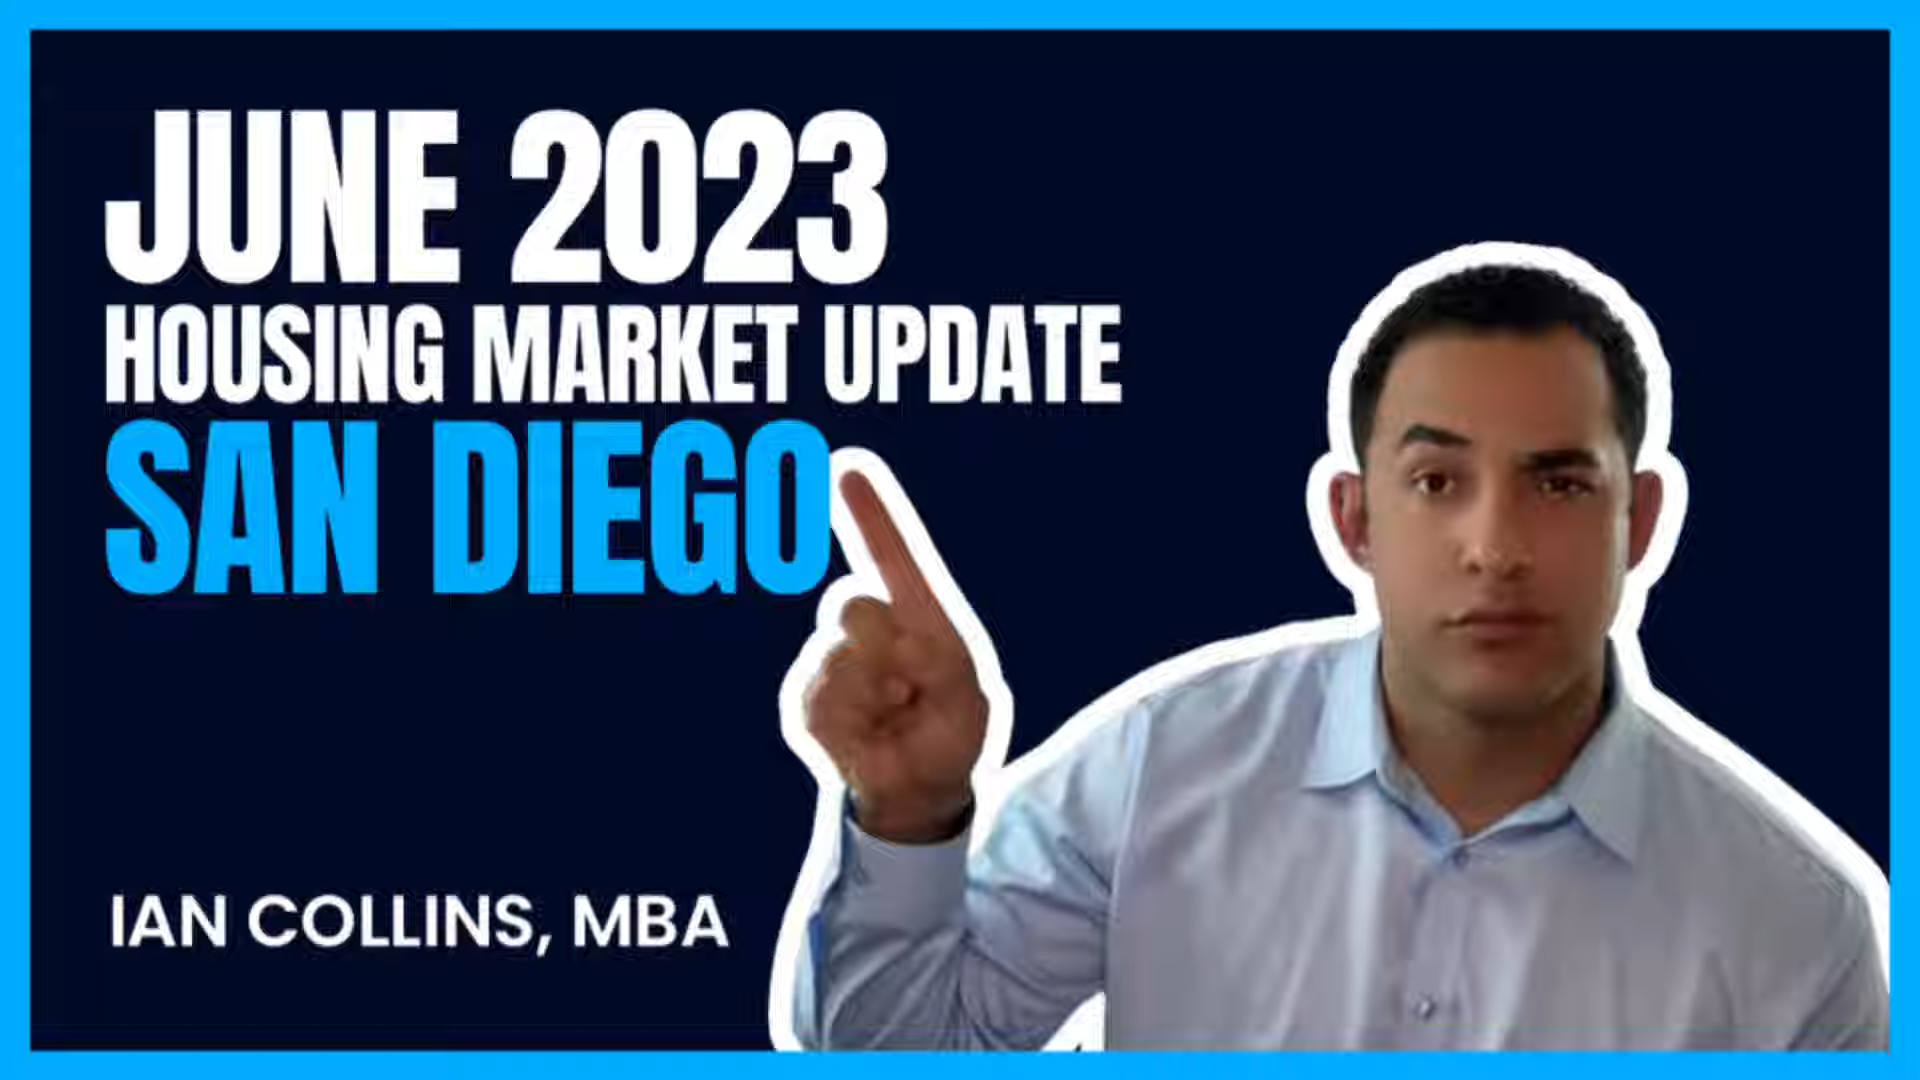 JUNE 2023
HOUSING MARKET UPDATE
SAN DIEGO
IAN COLLINS, MBA